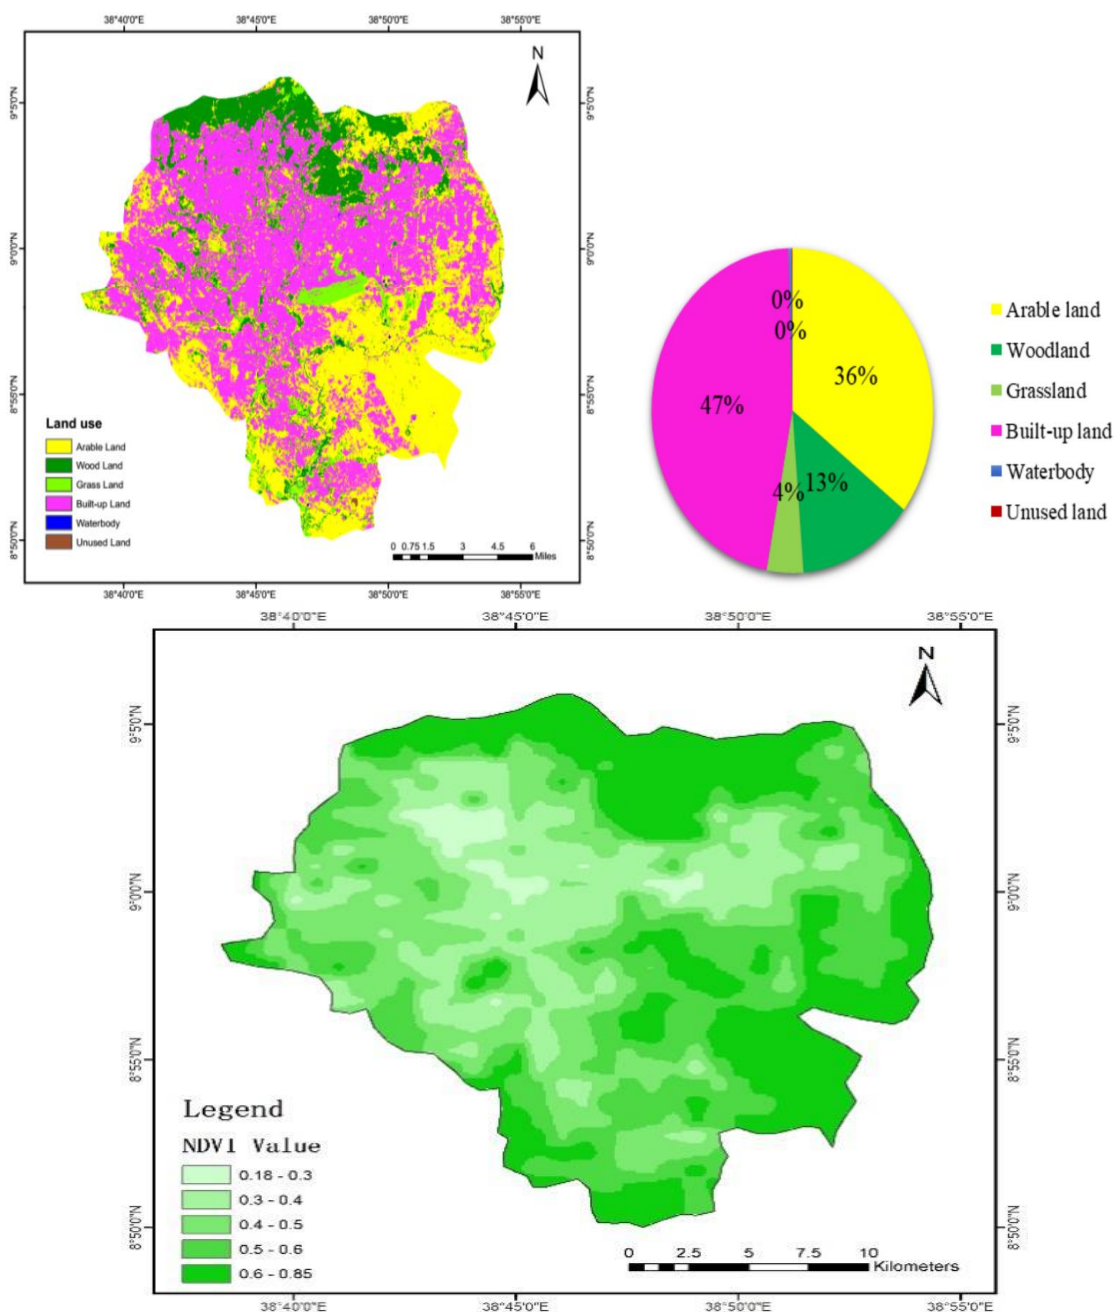 38°40'0"E 38°45'0"E 38°50'0"E 38°55'0"E
N
9°5'0"N 9°5'0"N
9°0'0"N 9°0'0"N
8°55'0"N 8°55'0"N
8°50'0"N 8°50'0"N
Land use
Arable Land
Wood Land
Grass Land
Built-up Land
Waterbody
Unused Land
0 0.75 1.5 3 4.5 6
Miles
38°40'0"E 38°45'0"E 38°50'0"E 38°55'0"E
0%
0%
36%
47%
4%
13%
Arable land
Woodland
Grassland
Built-up land
Waterbody
Unused land
38°40'0"E 38°45'0"E 38°50'0"E 38°55'0"E
N
9°5'0"N 9°5'0"N
9°0'0"N 9°0'0"N
8°55'0"N 8°55'0"N
8°50'0"N 8°50'0"N
Legend
NDVI Value
0.18 - 0.3
0.3 - 0.4
0.4 - 0.5
0.5 - 0.6
0.6 - 0.85
0 2.5 5 7.5 10
Kilometers
38°40'0"E 38°45'0"E 38°50'0"E 38°55'0"E